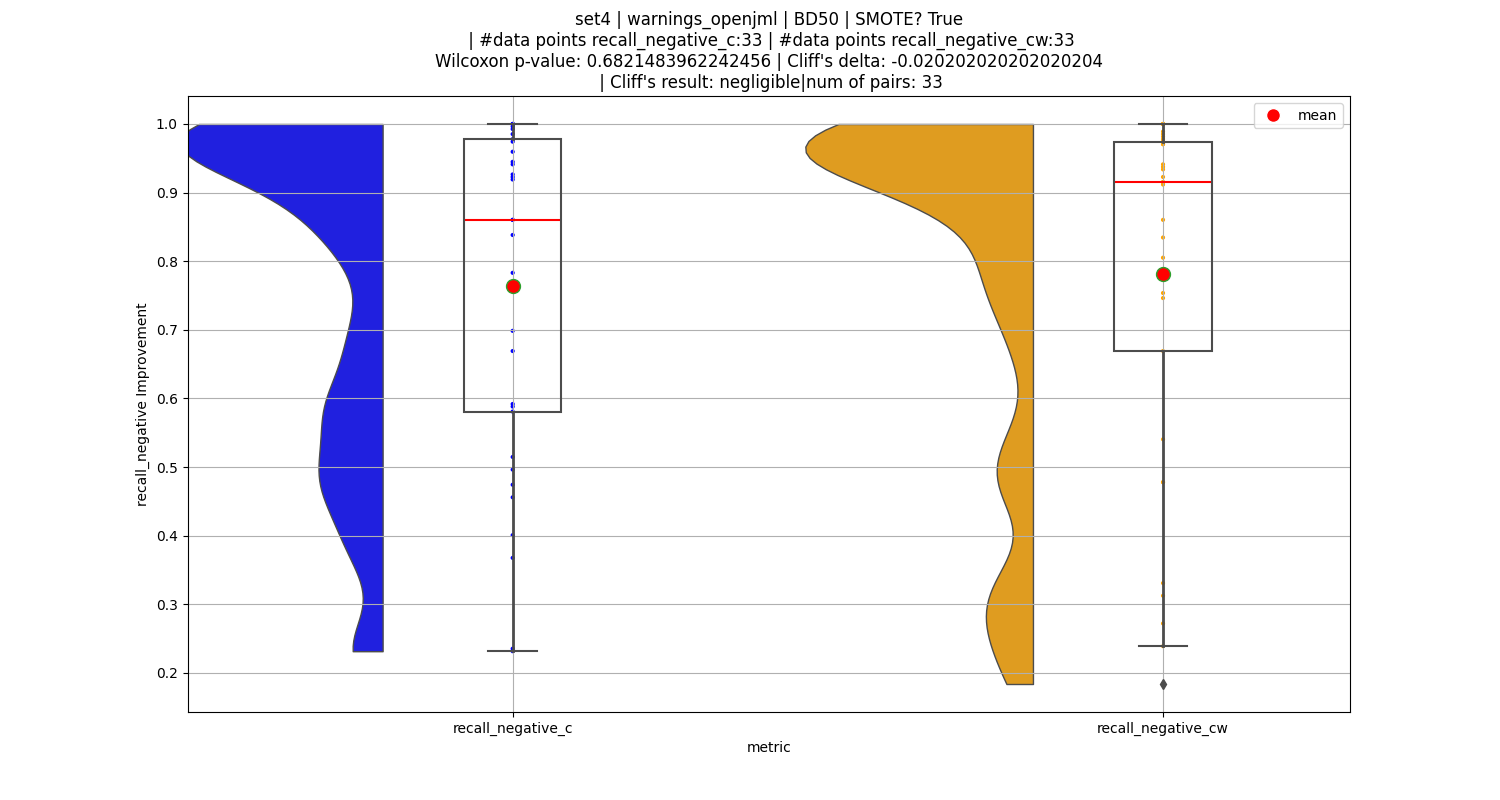 set4 | warnings_openjml | BD50 | SMOTE? True
| #data points recall_negative_c:33 | #data points recall_negative_cw:33
Wilcoxon p-value: 0.6821483962242456 | Cliff's delta: -0.020202020202020204
| Cliff's result: negligible|num of pairs: 33
mean
1.0
0.9
0.8
0.7
0.6
0.5
0.4
0.3
0.2
recall_negative Improvement
recall_negative_c
recall_negative_cw
metric